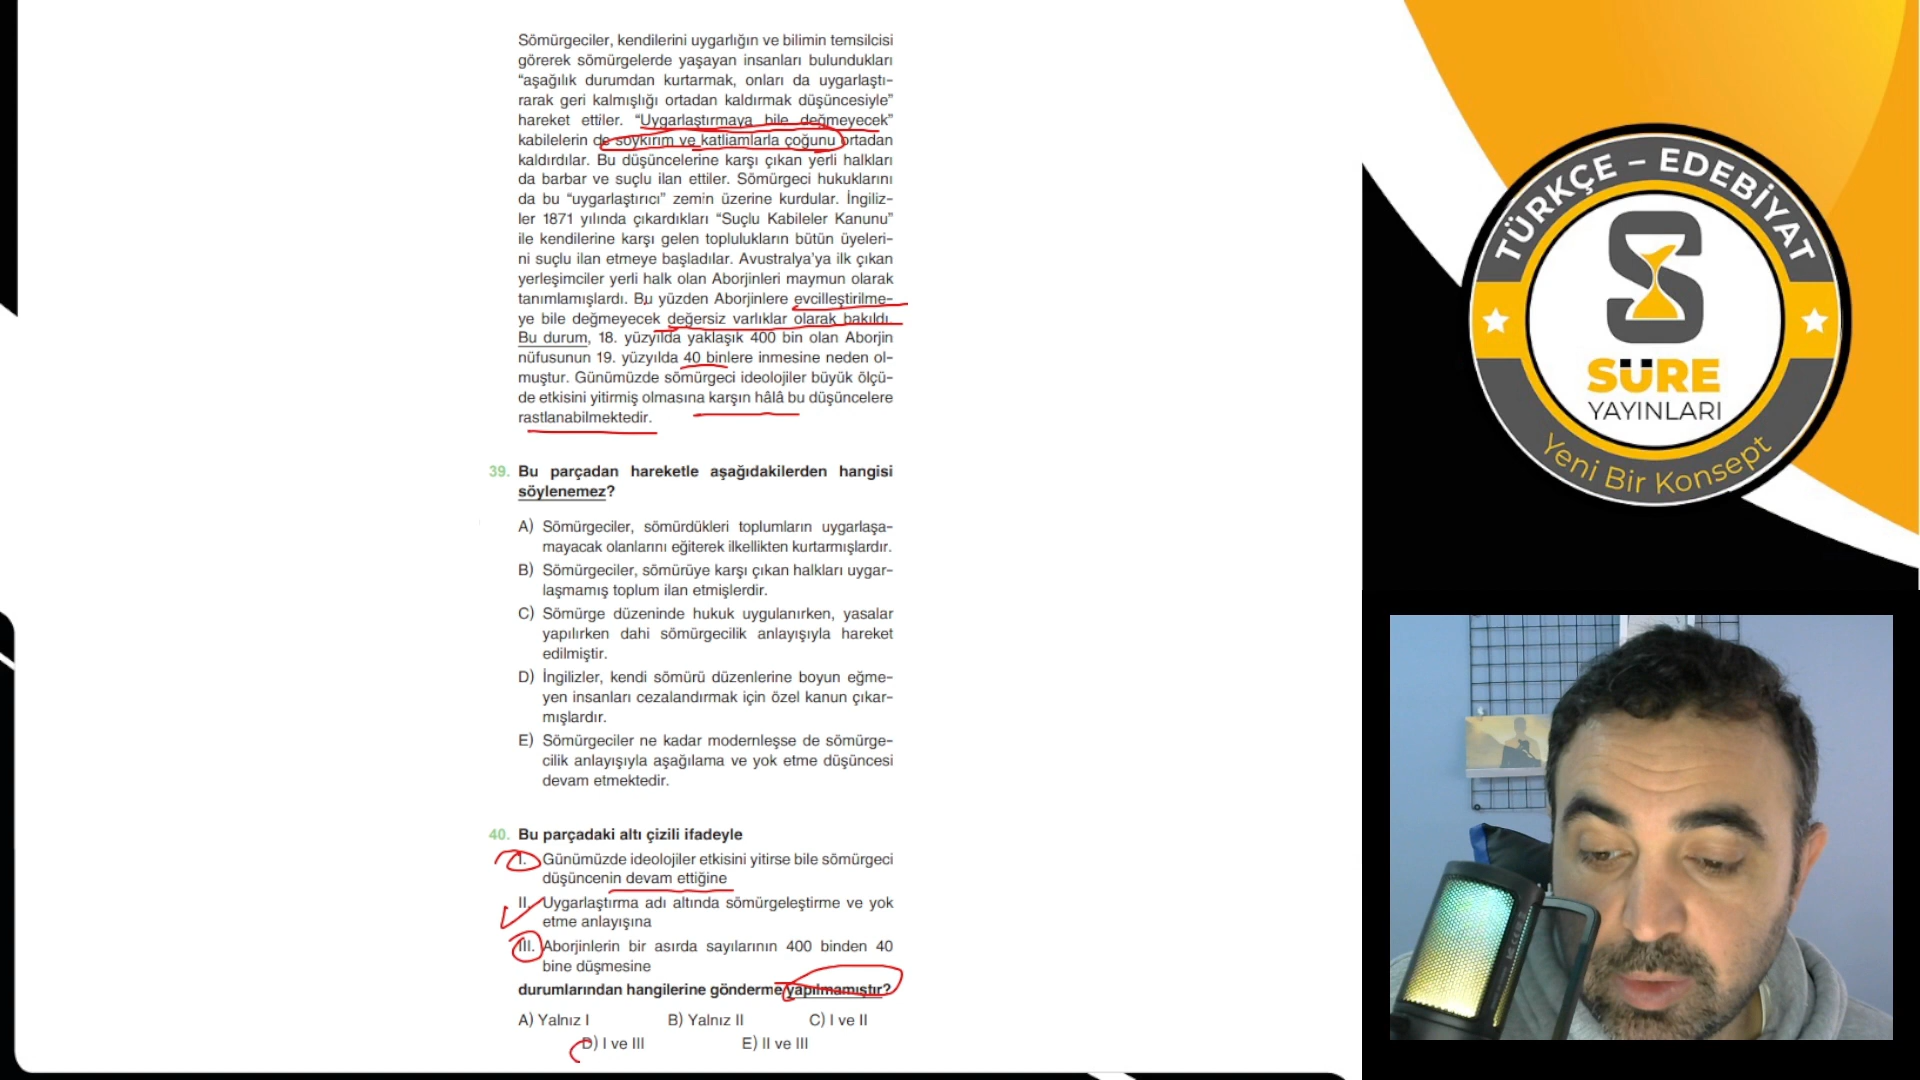 Sömürgeciler, kendilerini uygarlığın ve bilimin temsilcisi
görerek sömürgelerde yaşayan insanları bulundukları
“aşağılık durumdan kurtarmak, onları da uygarlaştı-
rarak geri kalmışlığı ortadan kaldırmak düşüncesiyle”
hareket ettiler. “Uygarlaştırmaya bile değmeyecek”
kabilelerin de soykırım ve katliamlarla çoğunu ortadan
kaldırdılar. Bu düşüncelerine karşı çıkan yerli halkları
da barbar ve suçlu ilan ettiler. Sömürgeci hukuklarını
da bu “uygarlaştırıcı” zemin üzerine kurdular. İngiliz-
ler 1871 yılında çıkardıkları “Suçlu Kabileler Kanunu”
ile kendilerine karşı gelen toplulukların bütün üyeleri-
ni suçlu ilan etmeye başladılar. Avustralya’ya ilk çıkan
yerleşimciler yerli halk olan Aborjinleri maymun olarak
tanımlamışlardı. Bu yüzden Aborjinlere evcilleştirilme-
ye bile değmeyecek değersiz varlıklar olarak bakıldı.
Bu durum, 18. yüzyılda yaklaşık 400 bin olan Aborjin
nüfusunun 19. yüzyılda 40 binlere inmesine neden ol-
muştur. Günümüzde sömürgeci ideolojiler büyük ölçü-
de etkisini yitirmiş olmasına karşın hâlâ bu düşüncelere
rastlanabilmektedir.
39. Bu parçadan hareketle aşağıdakilerden hangisi
söylenemez?
A) Sömürgeciler, sömürdükleri toplumların uygarlaşa-
mayacak olanlarını eğiterek ilkellikten kurtarmışlardır.
B) Sömürgeciler, sömürüye karşı çıkan halkları uygar-
laşmamış toplum ilan etmişlerdir.
C) Sömürge düzeninde hukuk uygulanırken, yasalar
yapılırken dahi sömürgecilik anlayışıyla hareket
edilmiştir.
D) İngilizler, kendi sömürü düzenlerine boyun eğme-
yen insanları cezalandırmak için özel kanun çıkar-
mışlardır.
E) Sömürgeciler ne kadar modernleşse de sömürge-
cilik anlayışıyla aşağılama ve yok etme düşüncesi
devam etmektedir.
40. Bu parçadaki altı çizili ifadeyle
I. Günümüzde ideolojiler etkisini yitirse bile sömürgeci
düşüncenin devam ettiğine
II. Uygarlaştırma adı altında sömürgeleştirme ve yok
etme anlayışına
III. Aborjinlerin bir asırda sayılarının 400 binden 40
bine düşmesine
durumlarından hangilerine gönderme yapılmamıştır?
A) Yalnız I B) Yalnız II C) I ve II
D) I ve III E) II ve III
TÜRKÇE – EDEBİYAT
SÜRE
YAYINLARI
Yeni Bir Konsept